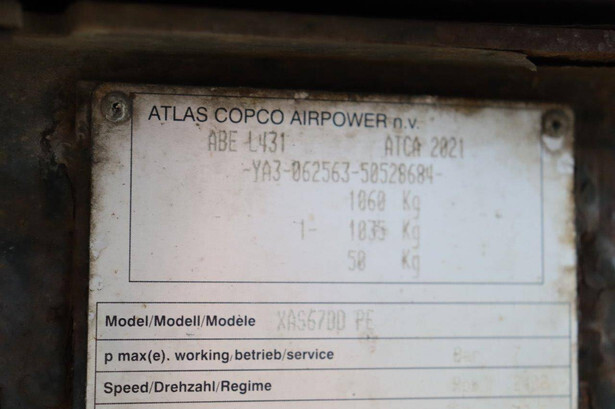 ATLAS COPCO AIRPOWER n.v.
ABE L431 ATCA 2021
-YA3-062563-50528684-
1060 Kg
1- 1035 Kg
50 Kg
Model/Modell/Modèle XAS67DD PE
p max(e). working/betrieb/service
Speed/Drehzahl/Regime